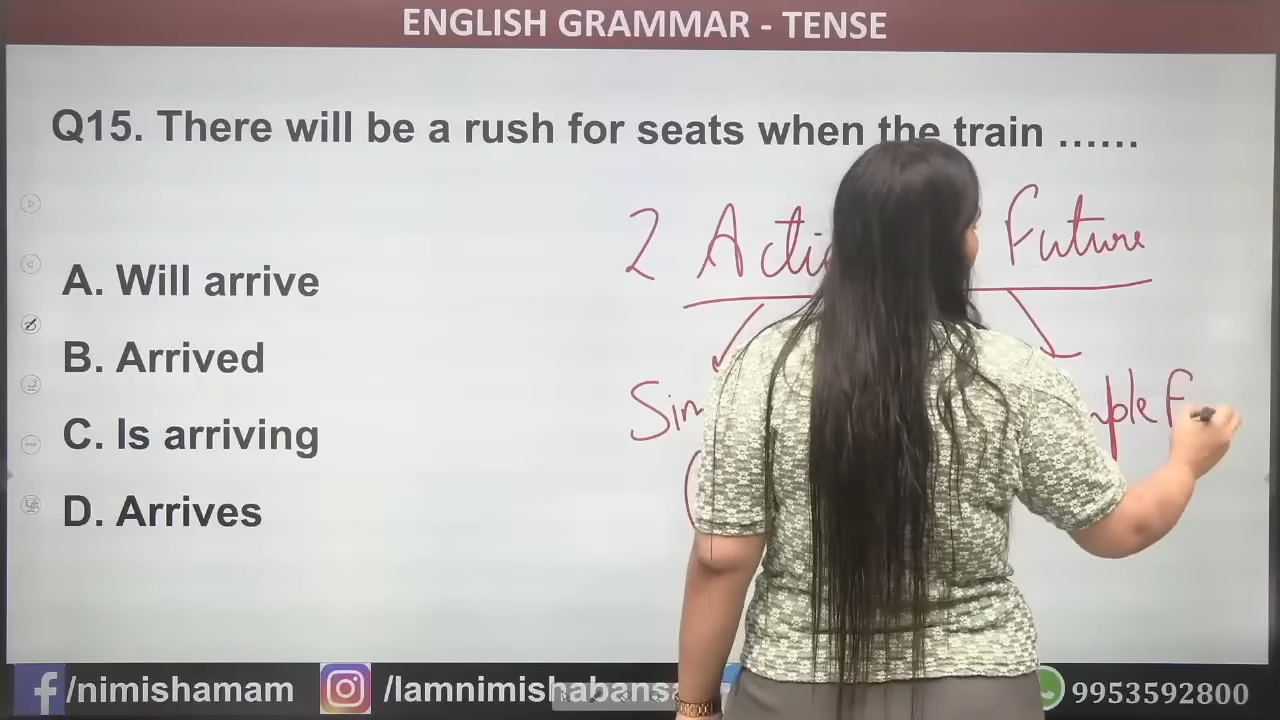 ENGLISH GRAMMAR - TENSE
Q15. There will be a rush for seats when the train ……
2 Future
A. Will arrive
B. Arrived
C. Is arriving
D. Arrives
/nimishamam
9953592800